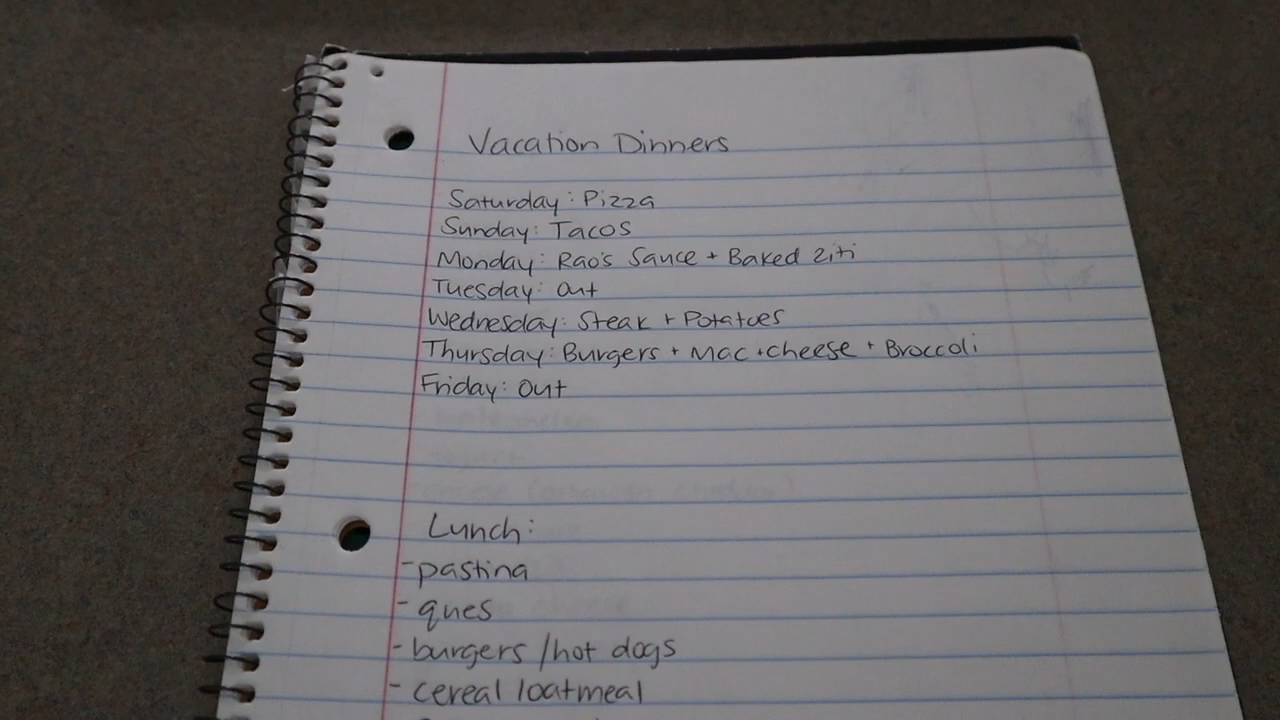 Vacation Dinners
Saturday: Pizza
Sunday: Tacos
Monday: Rao's Sauce + Baked Ziti
Tuesday: Out
Wednesday: Steak + Potatoes
Thursday: Burgers + Mac + cheese + Broccoli
Friday: Out
Lunch:
- pastina
- ques
- burgers / hot dogs
- cereal / oatmeal